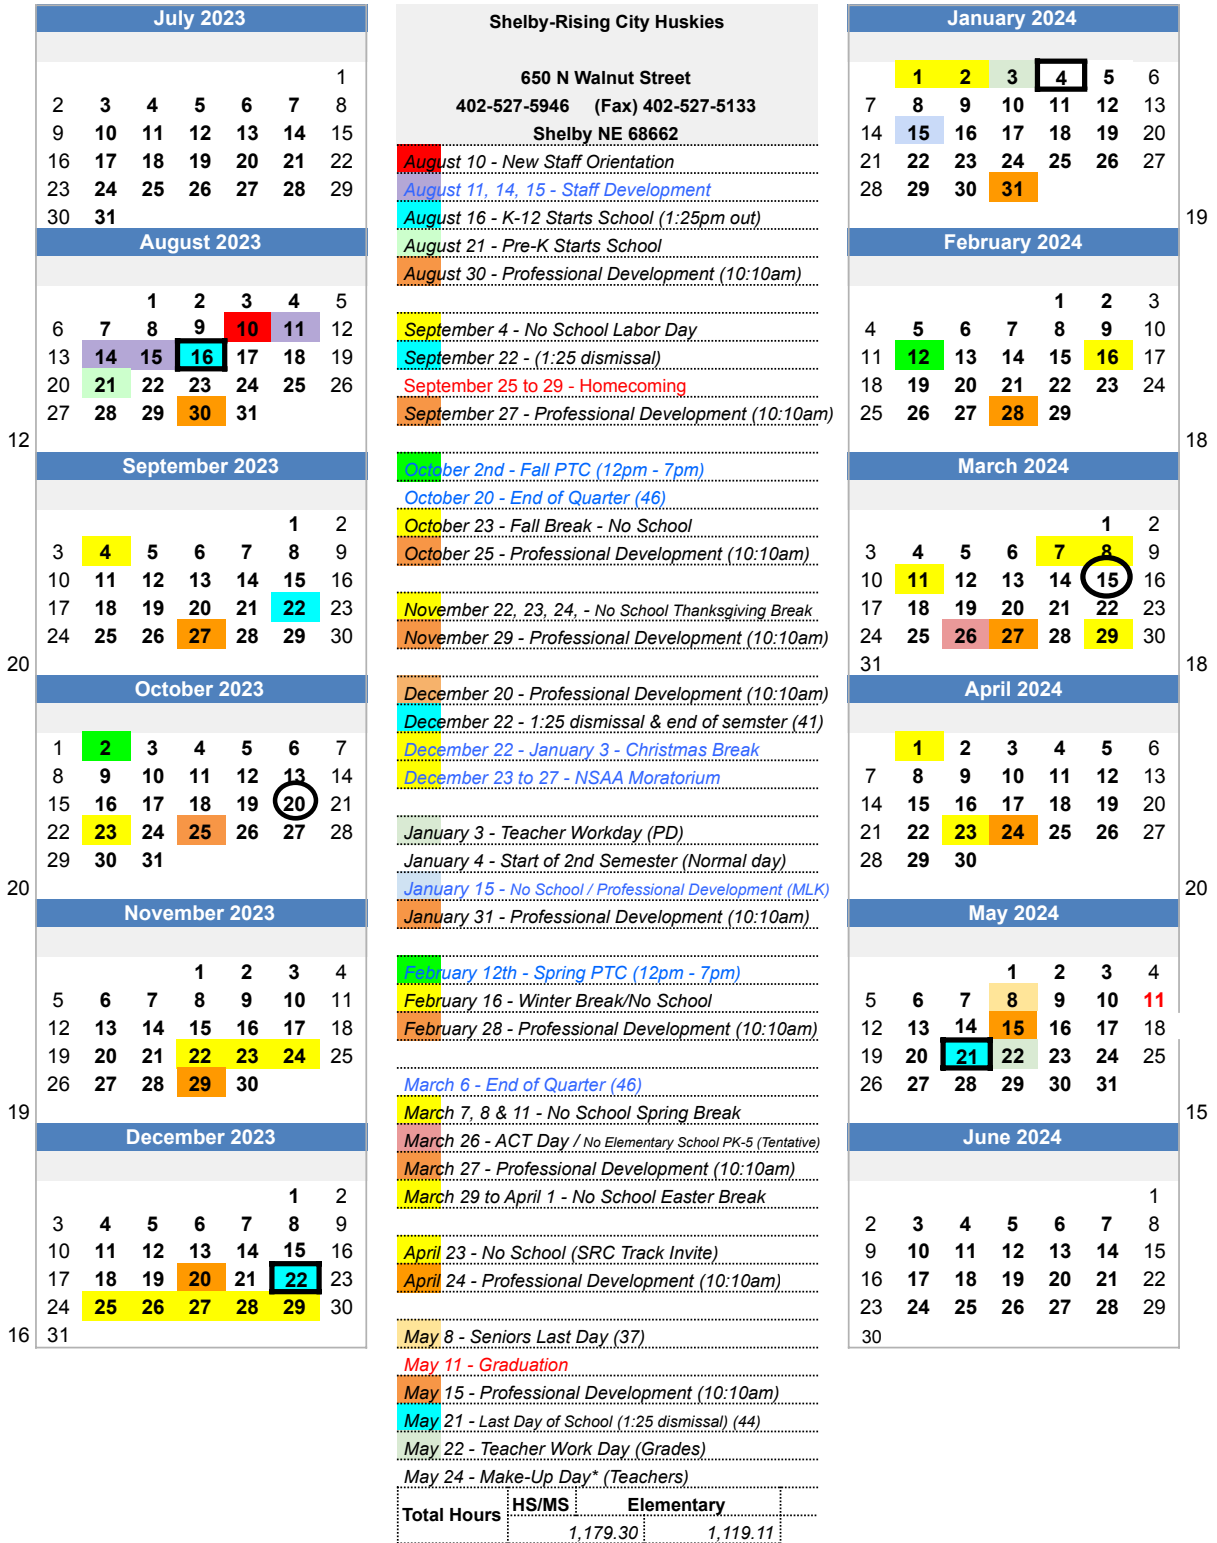 July 2023
1
2 3 4 5 6 7 8
9 10 11 12 13 14 15
16 17 18 19 20 21 22
23 24 25 26 27 28 29
30 31
August 2023
1 2 3 4 5
6 7 8 9 10 11 12
13 14 15 16 17 18 19
20 21 22 23 24 25 26
27 28 29 30 31
12
September 2023
1 2
3 4 5 6 7 8 9
10 11 12 13 14 15 16
17 18 19 20 21 22 23
24 25 26 27 28 29 30
20
October 2023
1 2 3 4 5 6 7
8 9 10 11 12 13 14
15 16 17 18 19 20 21
22 23 24 25 26 27 28
29 30 31
20
November 2023
1 2 3 4
5 6 7 8 9 10 11
12 13 14 15 16 17 18
19 20 21 22 23 24 25
26 27 28 29 30
19
December 2023
1 2
3 4 5 6 7 8 9
10 11 12 13 14 15 16
17 18 19 20 21 22 23
24 25 26 27 28 29 30
16 31
Shelby-Rising City Huskies
650 N Walnut Street
402-527-5946 (Fax) 402-527-5133
Shelby NE 68662
August 10 - New Staff Orientation
August 11, 14, 15 - Staff Development
August 16 - K-12 Starts School (1:25pm out)
August 21 - Pre-K Starts School
August 30 - Professional Development (10:10am)
September 4 - No School Labor Day
September 22 - (1:25 dismissal)
September 25 to 29 - Homecoming
September 27 - Professional Development (10:10am)
October 2nd - Fall PTC (12pm - 7pm)
October 20 - End of Quarter (46)
October 23 - Fall Break - No School
October 25 - Professional Development (10:10am)
November 22, 23, 24, - No School Thanksgiving Break
November 29 - Professional Development (10:10am)
December 20 - Professional Development (10:10am)
December 22 - 1:25 dismissal & end of semster (41)
December 22 - January 3 - Christmas Break
December 23 to 27 - NSAA Moratorium
January 3 - Teacher Workday (PD)
January 4 - Start of 2nd Semester (Normal day)
January 15 - No School / Professional Development (MLK)
January 31 - Professional Development (10:10am)
February 12th - Spring PTC (12pm - 7pm)
February 16 - Winter Break/No School
February 28 - Professional Development (10:10am)
March 6 - End of Quarter (46)
March 7, 8 & 11 - No School Spring Break
March 26 - ACT Day / No Elementary School PK-5 (Tentative)
March 27 - Professional Development (10:10am)
March 29 to April 1 - No School Easter Break
April 23 - No School (SRC Track Invite)
April 24 - Professional Development (10:10am)
May 8 - Seniors Last Day (37)
May 11 - Graduation
May 15 - Professional Development (10:10am)
May 21 - Last Day of School (1:25 dismissal) (44)
May 22 - Teacher Work Day (Grades)
May 24 - Make-Up Day* (Teachers)
Total Hours HS/MS Elementary
1,179.30 1,119.11
January 2024
1 2 3 4 5 6
7 8 9 10 11 12 13
14 15 16 17 18 19 20
21 22 23 24 25 26 27
28 29 30 31
19
February 2024
1 2 3
4 5 6 7 8 9 10
11 12 13 14 15 16 17
18 19 20 21 22 23 24
25 26 27 28 29
18
March 2024
1 2
3 4 5 6 7 8 9
10 11 12 13 14 15 16
17 18 19 20 21 22 23
24 25 26 27 28 29 30
31
18
April 2024
1 2 3 4 5 6
7 8 9 10 11 12 13
14 15 16 17 18 19 20
21 22 23 24 25 26 27
28 29 30
20
May 2024
1 2 3 4
5 6 7 8 9 10 11
12 13 14 15 16 17 18
19 20 21 22 23 24 25
26 27 28 29 30 31
15
June 2024
1
2 3 4 5 6 7 8
9 10 11 12 13 14 15
16 17 18 19 20 21 22
23 24 25 26 27 28 29
30